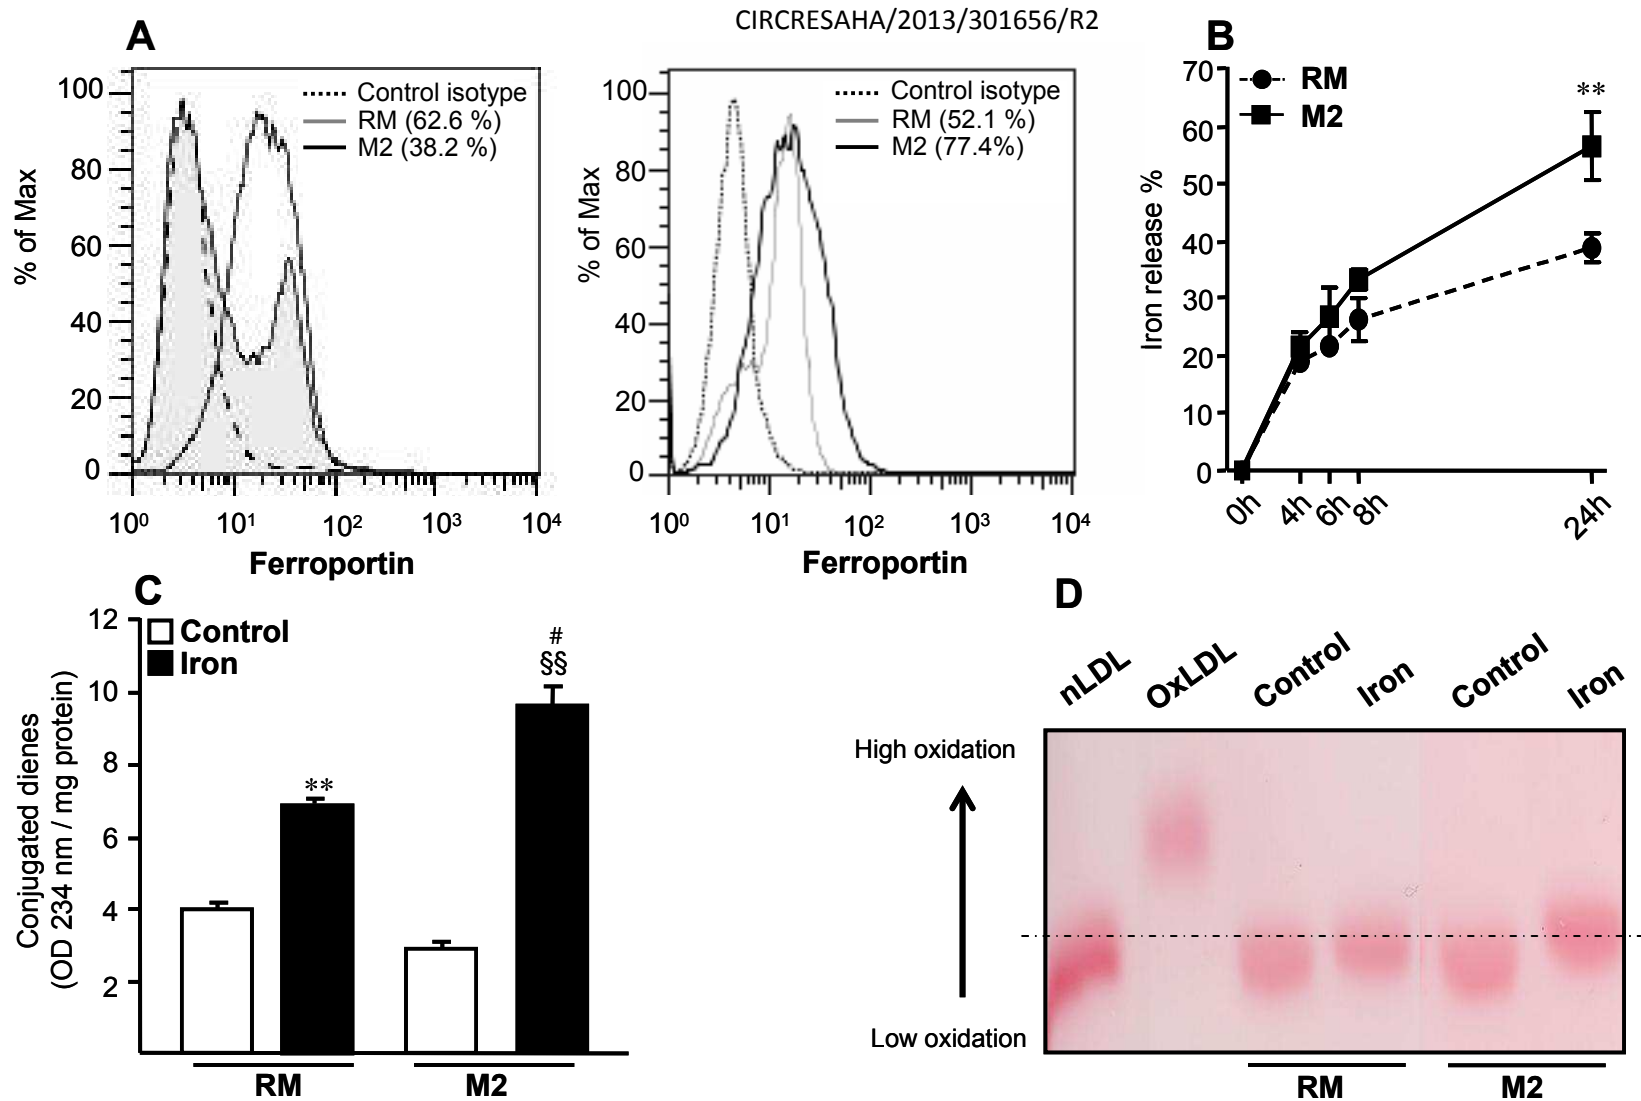 CIRCRESAHA/2013/301656/R2
A
% of Max
100
80
60
40
20
0
Control isotype
RM (62.6 %)
M2 (38.2 %)
10⁰ 10¹ 10² 10³ 10⁴
Ferroportin
% of Max
100
80
60
40
20
0
Control isotype
RM (52.1 %)
M2 (77.4%)
10⁰ 10¹ 10² 10³ 10⁴
Ferroportin
B
Iron release %
70
60
50
40
30
20
10
0
RM
M2
**
0h 4h 6h 8h 24h
C
Conjugated dienes
(OD 234 nm / mg protein)
12
10
8
6
4
2
Control
Iron
**
#
§§
RM M2
D
nLDL OxLDL Control Iron Control Iron
High oxidation
Low oxidation
RM M2